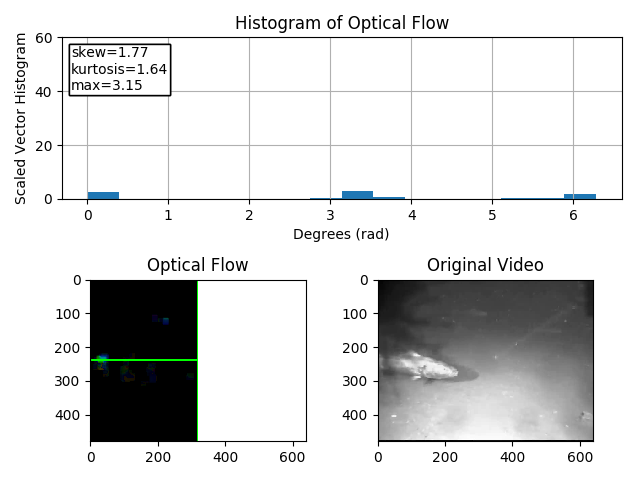 Histogram of Optical Flow
Scaled Vector Histogram
60
40
20
0
skew=1.77
kurtosis=1.64
max=3.15
0 1 2 3 4 5 6
Degrees (rad)
Optical Flow
0
100
200
300
400
0 200 400 600
Original Video
0
100
200
300
400
0 200 400 600